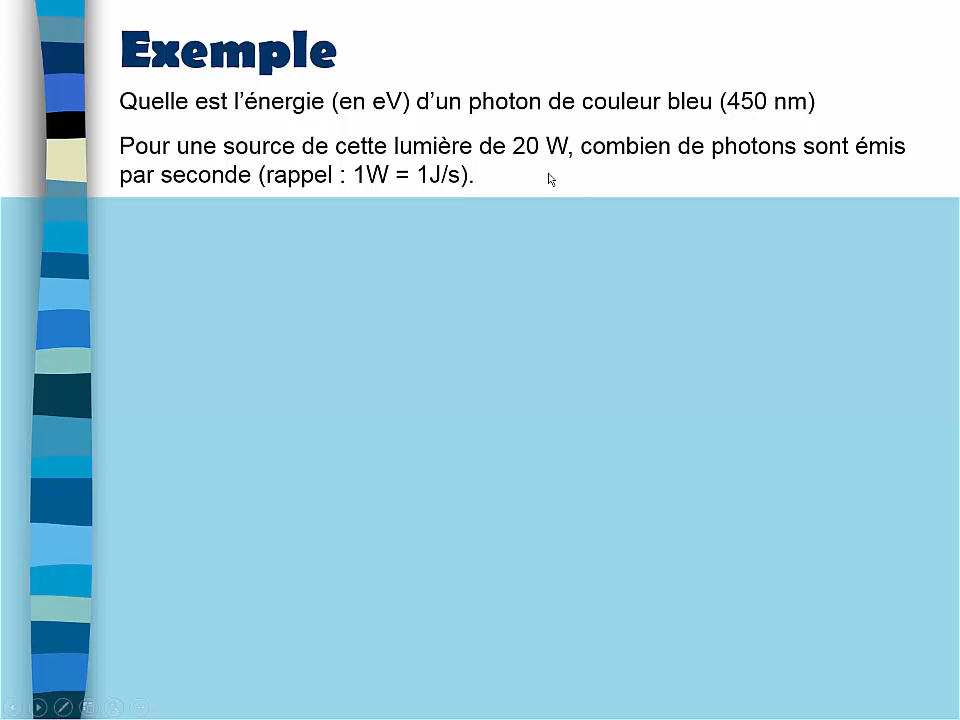 Exemple
Quelle est l’énergie (en eV) d’un photon de couleur bleu (450 nm)
Pour une source de cette lumière de 20 W, combien de photons sont émis
par seconde (rappel : 1W = 1J/s).